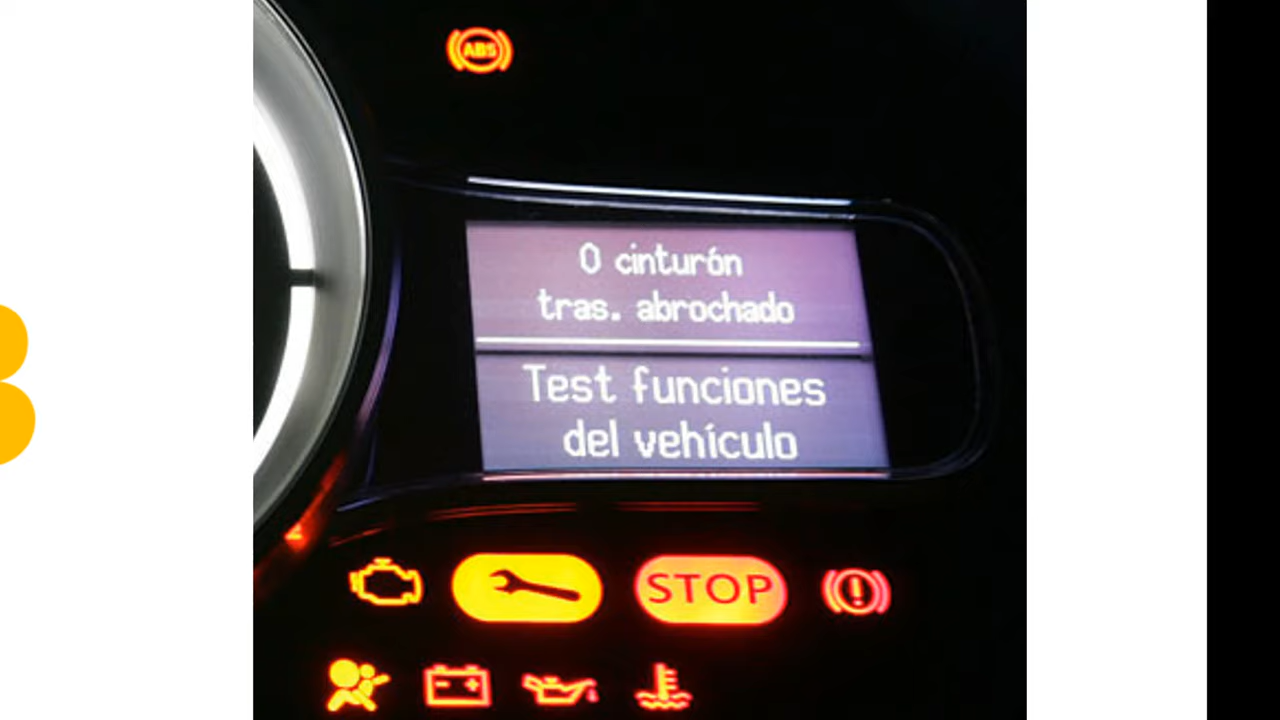 ABS
0 cinturón
tras. abrochado
Test funciones
del vehículo
STOP